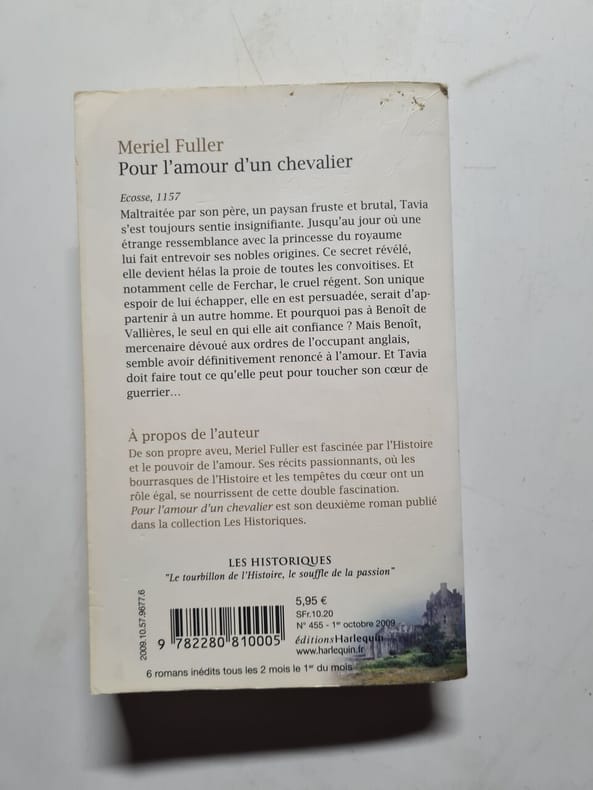 Meriel Fuller
Pour l'amour d'un chevalier
Ecosse, 1157
Maltraitée par son père, un paysan fruste et brutal, Tavia
s'est toujours sentie insignifiante. Jusqu'au jour où une
étrange ressemblance avec la princesse du royaume
lui fait entrevoir ses nobles origines. Ce secret révélé,
elle devient hélas la proie de toutes les convoitises. Et
notamment celle de Ferchar, le cruel régent. Son unique
espoir de lui échapper, elle en est persuadée, serait d'ap-
partenir à un autre homme. Et pourquoi pas à Benoît de
Vallières, le seul en qui elle ait confiance ? Mais Benoît,
mercenaire dévoué aux ordres de l'occupant anglais,
semble avoir définitivement renoncé à l'amour. Et Tavia
doit faire tout ce qu'elle peut pour toucher son cœur de
guerrier…
À propos de l'auteur
De son propre aveu, Meriel Fuller est fascinée par l'Histoire
et le pouvoir de l'amour. Ses récits passionnants, où les
bourrasques de l'Histoire et les tempêtes du cœur ont un
rôle égal, se nourrissent de cette double fascination.
Pour l'amour d'un chevalier est son deuxième roman publié
dans la collection Les Historiques.
LES HISTORIQUES
"Le tourbillon de l'Histoire, le souffle de la passion"
2009.10.57.9677.6
9 782280 810005
5,95 €
SFr.10.20
N° 455 - 1er octobre 2009
éditionsHarlequin
www.harlequin.fr
6 romans inédits tous les 2 mois le 1er du mois